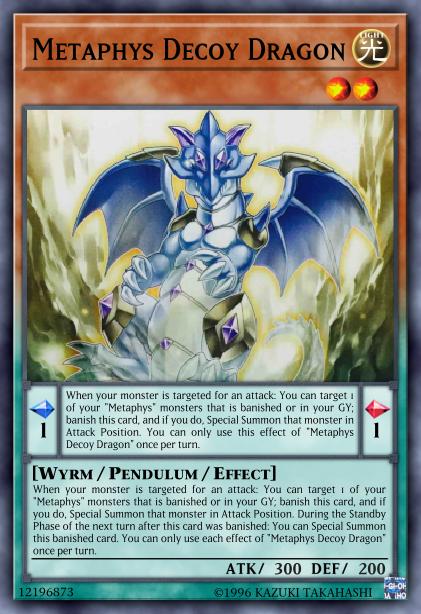 METAPHYS DECOY DRAGON
LIGHT
光
When your monster is targeted for an attack: You can target 1
of your "Metaphys" monsters that is banished or in your GY;
banish this card, and if you do, Special Summon that monster in
Attack Position. You can only use this effect of "Metaphys
Decoy Dragon" once per turn.
1
1
[WYRM / PENDULUM / EFFECT]
When your monster is targeted for an attack: You can target 1 of your
"Metaphys" monsters that is banished or in your GY; banish this card, and if
you do, Special Summon that monster in Attack Position. During the Standby
Phase of the next turn after this card was banished: You can Special Summon
this banished card. You can only use each effect of "Metaphys Decoy Dragon"
once per turn.
ATK/ 300 DEF/ 200
12196873
©1996 KAZUKI TAKAHASHI